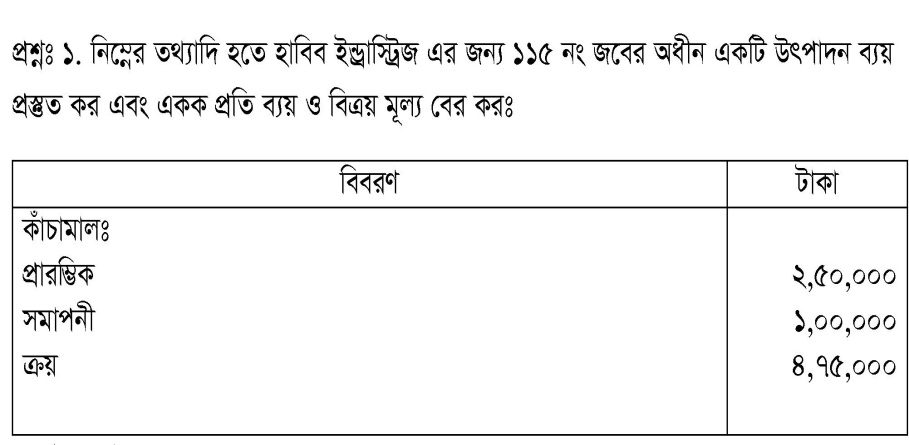 প্রশ্নঃ ১. নিম্নের তথ্যাদি হতে হাবিব ইন্ড্রাস্ট্রিজ এর জন্য ১১৫ নং জবের অধীন একটি উৎপাদন ব্যয়
প্রস্তুত কর এবং একক প্রতি ব্যয় ও বিত্রয় মূল্য বের করঃ
বিবরণ টাকা
কাঁচামালঃ
প্রারম্ভিক ২,৫০,০০০
সমাপনী ১,০০,০০০
ক্রয় ৪,৭৫,০০০